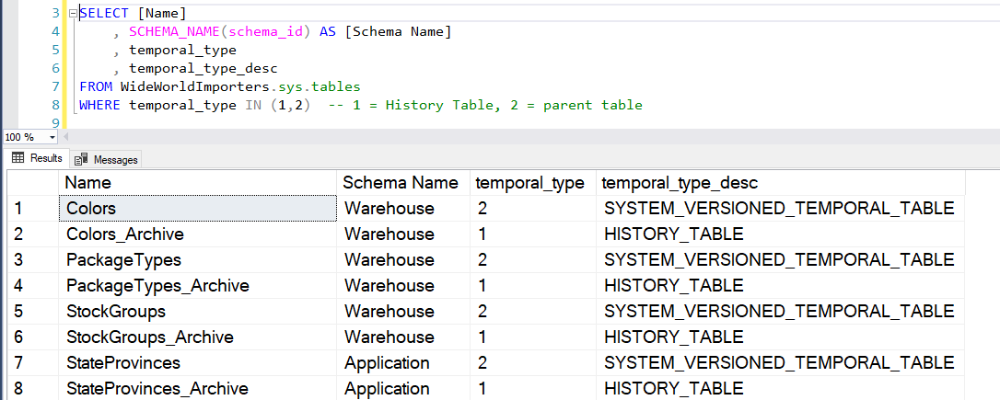 3 SELECT [Name]
4 , SCHEMA_NAME(schema_id) AS [Schema Name]
5 , temporal_type
6 , temporal_type_desc
7 FROM WideWorldImporters.sys.tables
8 WHERE temporal_type IN (1,2)  -- 1 = History Table, 2 = parent table
9
100 %
Results Messages
Name Schema Name temporal_type temporal_type_desc
1 Colors Warehouse 2 SYSTEM_VERSIONED_TEMPORAL_TABLE
2 Colors_Archive Warehouse 1 HISTORY_TABLE
3 PackageTypes Warehouse 2 SYSTEM_VERSIONED_TEMPORAL_TABLE
4 PackageTypes_Archive Warehouse 1 HISTORY_TABLE
5 StockGroups Warehouse 2 SYSTEM_VERSIONED_TEMPORAL_TABLE
6 StockGroups_Archive Warehouse 1 HISTORY_TABLE
7 StateProvinces Application 2 SYSTEM_VERSIONED_TEMPORAL_TABLE
8 StateProvinces_Archive Application 1 HISTORY_TABLE